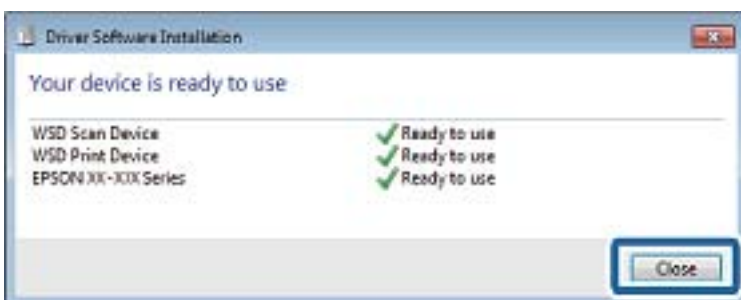 Driver Software Installation
Your device is ready to use
WSD Scan Device Ready to use
WSD Print Device Ready to use
EPSON XX-XXX Series Ready to use
Close